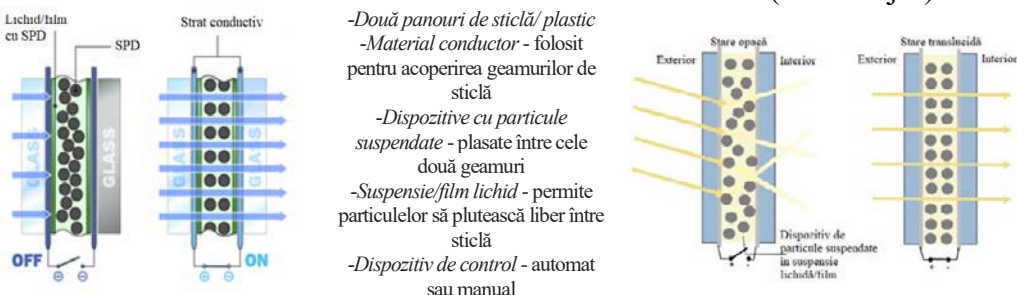 Lichid/film
cu SPD
SPD
Strat conductiv
GLASS
GLASS
GLASS
GLASS
OFF
ON
-Două panouri de sticlă/ plastic
-Material conductor - folosit
pentru acoperirea geamurilor de
sticlă
-Dispozitive cu particule
suspendate - plasate între cele
două geamuri
-Suspensie/film lichid - permite
particulelor să plutească liber între
sticlă
-Dispozitiv de control - automat
sau manual
Stare opacă
Exterior
Interior
Stare translucidă
Exterior
Interior
Dispozitiv de
particule suspendate
in suspensie
lichidă/film